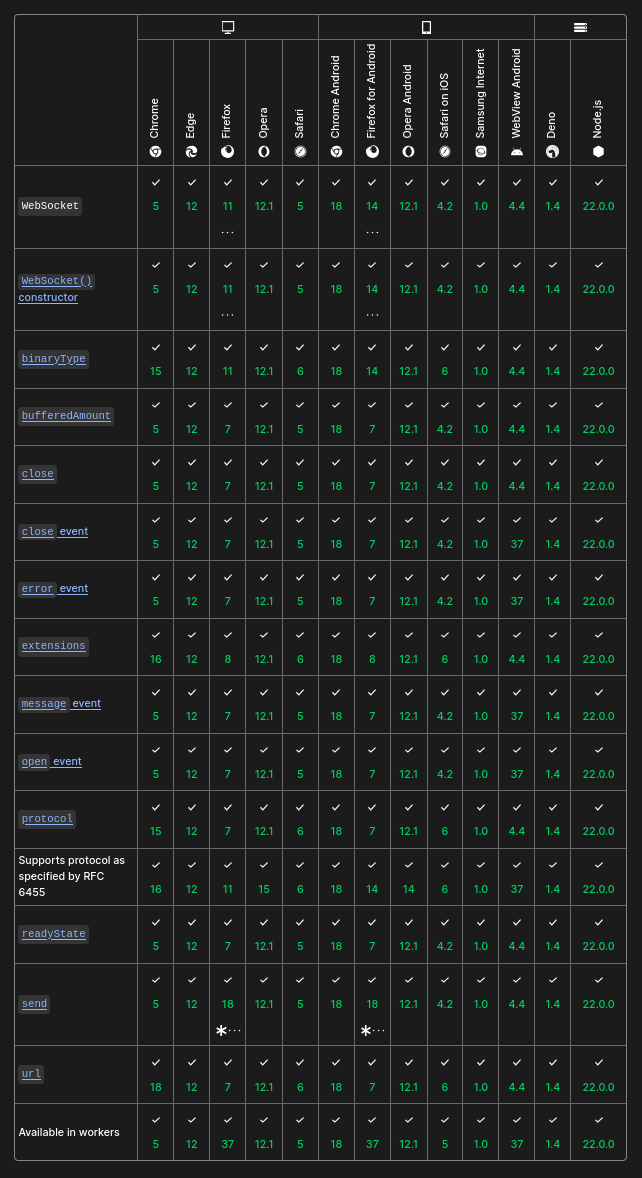 Chrome Edge Firefox Opera Safari Chrome Android Firefox for Android Opera Android Safari on iOS Samsung Internet WebView Android Deno Node.js
✓ ✓ ✓ ✓ ✓ ✓ ✓ ✓ ✓ ✓ ✓ ✓ ✓
WebSocket 5 12 11 12.1 5 18 14 12.1 4.2 1.0 4.4 1.4 22.0.0
... ...
✓ ✓ ✓ ✓ ✓ ✓ ✓ ✓ ✓ ✓ ✓ ✓ ✓
WebSocket() 5 12 11 12.1 5 18 14 12.1 4.2 1.0 4.4 1.4 22.0.0
constructor
... ...
✓ ✓ ✓ ✓ ✓ ✓ ✓ ✓ ✓ ✓ ✓ ✓ ✓
binaryType 15 12 11 12.1 6 18 14 12.1 6 1.0 4.4 1.4 22.0.0
✓ ✓ ✓ ✓ ✓ ✓ ✓ ✓ ✓ ✓ ✓ ✓ ✓
bufferedAmount 5 12 7 12.1 5 18 7 12.1 4.2 1.0 4.4 1.4 22.0.0
✓ ✓ ✓ ✓ ✓ ✓ ✓ ✓ ✓ ✓ ✓ ✓ ✓
close 5 12 7 12.1 5 18 7 12.1 4.2 1.0 4.4 1.4 22.0.0
✓ ✓ ✓ ✓ ✓ ✓ ✓ ✓ ✓ ✓ ✓ ✓ ✓
close event 5 12 7 12.1 5 18 7 12.1 4.2 1.0 37 1.4 22.0.0
✓ ✓ ✓ ✓ ✓ ✓ ✓ ✓ ✓ ✓ ✓ ✓ ✓
error event 5 12 7 12.1 5 18 7 12.1 4.2 1.0 37 1.4 22.0.0
✓ ✓ ✓ ✓ ✓ ✓ ✓ ✓ ✓ ✓ ✓ ✓ ✓
extensions 16 12 8 12.1 6 18 8 12.1 6 1.0 4.4 1.4 22.0.0
✓ ✓ ✓ ✓ ✓ ✓ ✓ ✓ ✓ ✓ ✓ ✓ ✓
message event 5 12 7 12.1 5 18 7 12.1 4.2 1.0 37 1.4 22.0.0
✓ ✓ ✓ ✓ ✓ ✓ ✓ ✓ ✓ ✓ ✓ ✓ ✓
open event 5 12 7 12.1 5 18 7 12.1 4.2 1.0 37 1.4 22.0.0
✓ ✓ ✓ ✓ ✓ ✓ ✓ ✓ ✓ ✓ ✓ ✓ ✓
protocol 15 12 7 12.1 6 18 7 12.1 6 1.0 4.4 1.4 22.0.0
✓ ✓ ✓ ✓ ✓ ✓ ✓ ✓ ✓ ✓ ✓ ✓ ✓
Supports protocol as
specified by RFC
6455 16 12 11 15 6 18 14 14 6 1.0 37 1.4 22.0.0
✓ ✓ ✓ ✓ ✓ ✓ ✓ ✓ ✓ ✓ ✓ ✓ ✓
readyState 5 12 7 12.1 5 18 7 12.1 4.2 1.0 4.4 1.4 22.0.0
✓ ✓ ✓ ✓ ✓ ✓ ✓ ✓ ✓ ✓ ✓ ✓ ✓
send 5 12 18 12.1 5 18 18 12.1 4.2 1.0 4.4 1.4 22.0.0
*... *...
✓ ✓ ✓ ✓ ✓ ✓ ✓ ✓ ✓ ✓ ✓ ✓ ✓
url 18 12 7 12.1 6 18 7 12.1 6 1.0 4.4 1.4 22.0.0
✓ ✓ ✓ ✓ ✓ ✓ ✓ ✓ ✓ ✓ ✓ ✓ ✓
Available in workers 5 12 37 12.1 5 18 37 12.1 5 1.0 37 1.4 22.0.0